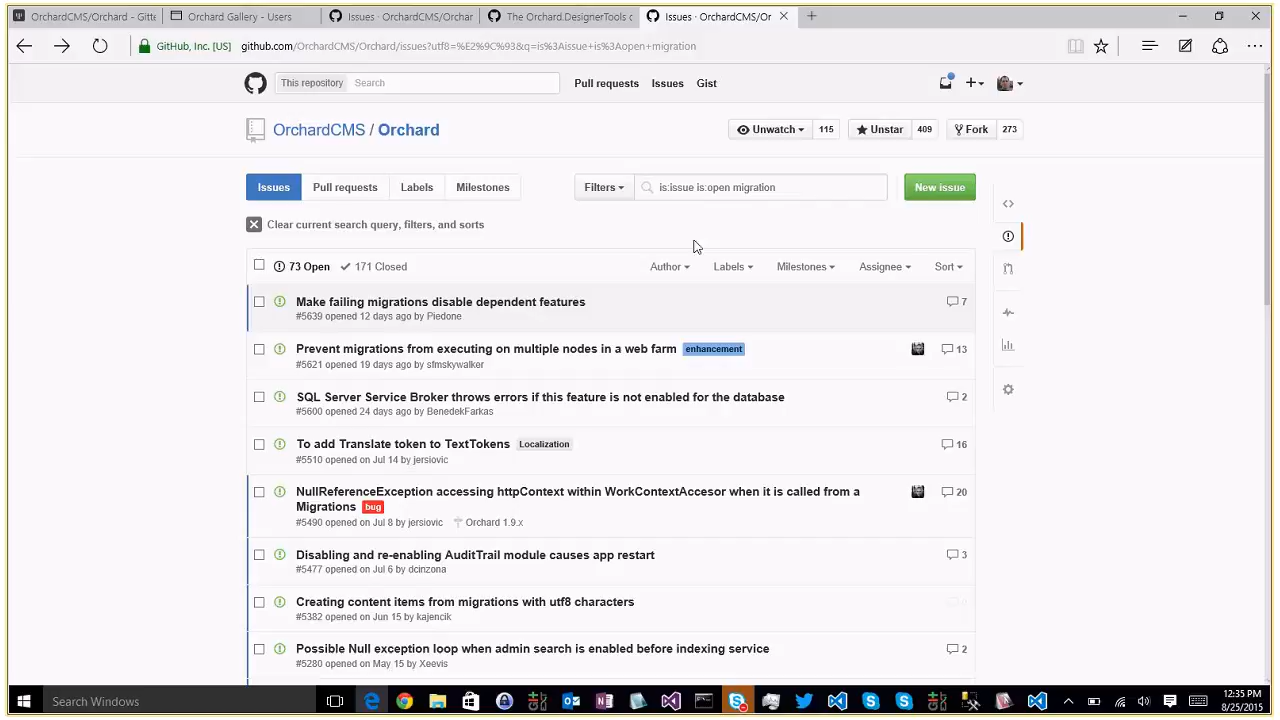 OrchardCMS/Orchard - Gitt
Orchard Gallery - Users
Issues · OrchardCMS/Orchar
The Orchard.DesignerTools c
Issues · OrchardCMS/Or
GitHub, Inc. [US]
github.com/OrchardCMS/Orchard/issues?utf8=%E2%9C%93&q=is%3Aissue+is%3Aopen+migration
This repository
Search
Pull requests
Issues
Gist
OrchardCMS / Orchard
Unwatch 115
Unstar 409
Fork 273
Issues
Pull requests
Labels
Milestones
Filters
is:issue is:open migration
New issue
Clear current search query, filters, and sorts
73 Open
171 Closed
Author
Labels
Milestones
Assignee
Sort
Make failing migrations disable dependent features
7
#5639 opened 12 days ago by Piedone
Prevent migrations from executing on multiple nodes in a web farm enhancement
13
#5621 opened 19 days ago by sfmskywalker
SQL Server Service Broker throws errors if this feature is not enabled for the database
2
#5600 opened 24 days ago by BenedekFarkas
To add Translate token to TextTokens Localization
16
#5510 opened on Jul 14 by jersiovic
NullReferenceException accessing httpContext within WorkContextAccesor when it is called from a
20
Migrations bug
#5490 opened on Jul 8 by jersiovic Orchard 1.9.x
Disabling and re-enabling AuditTrail module causes app restart
3
#5477 opened on Jul 6 by dcinzona
Creating content items from migrations with utf8 characters
0
#5382 opened on Jun 15 by kajencik
Possible Null exception loop when admin search is enabled before indexing service
2
#5280 opened on May 15 by Xeevis
Search Windows
12:35 PM
8/25/2015